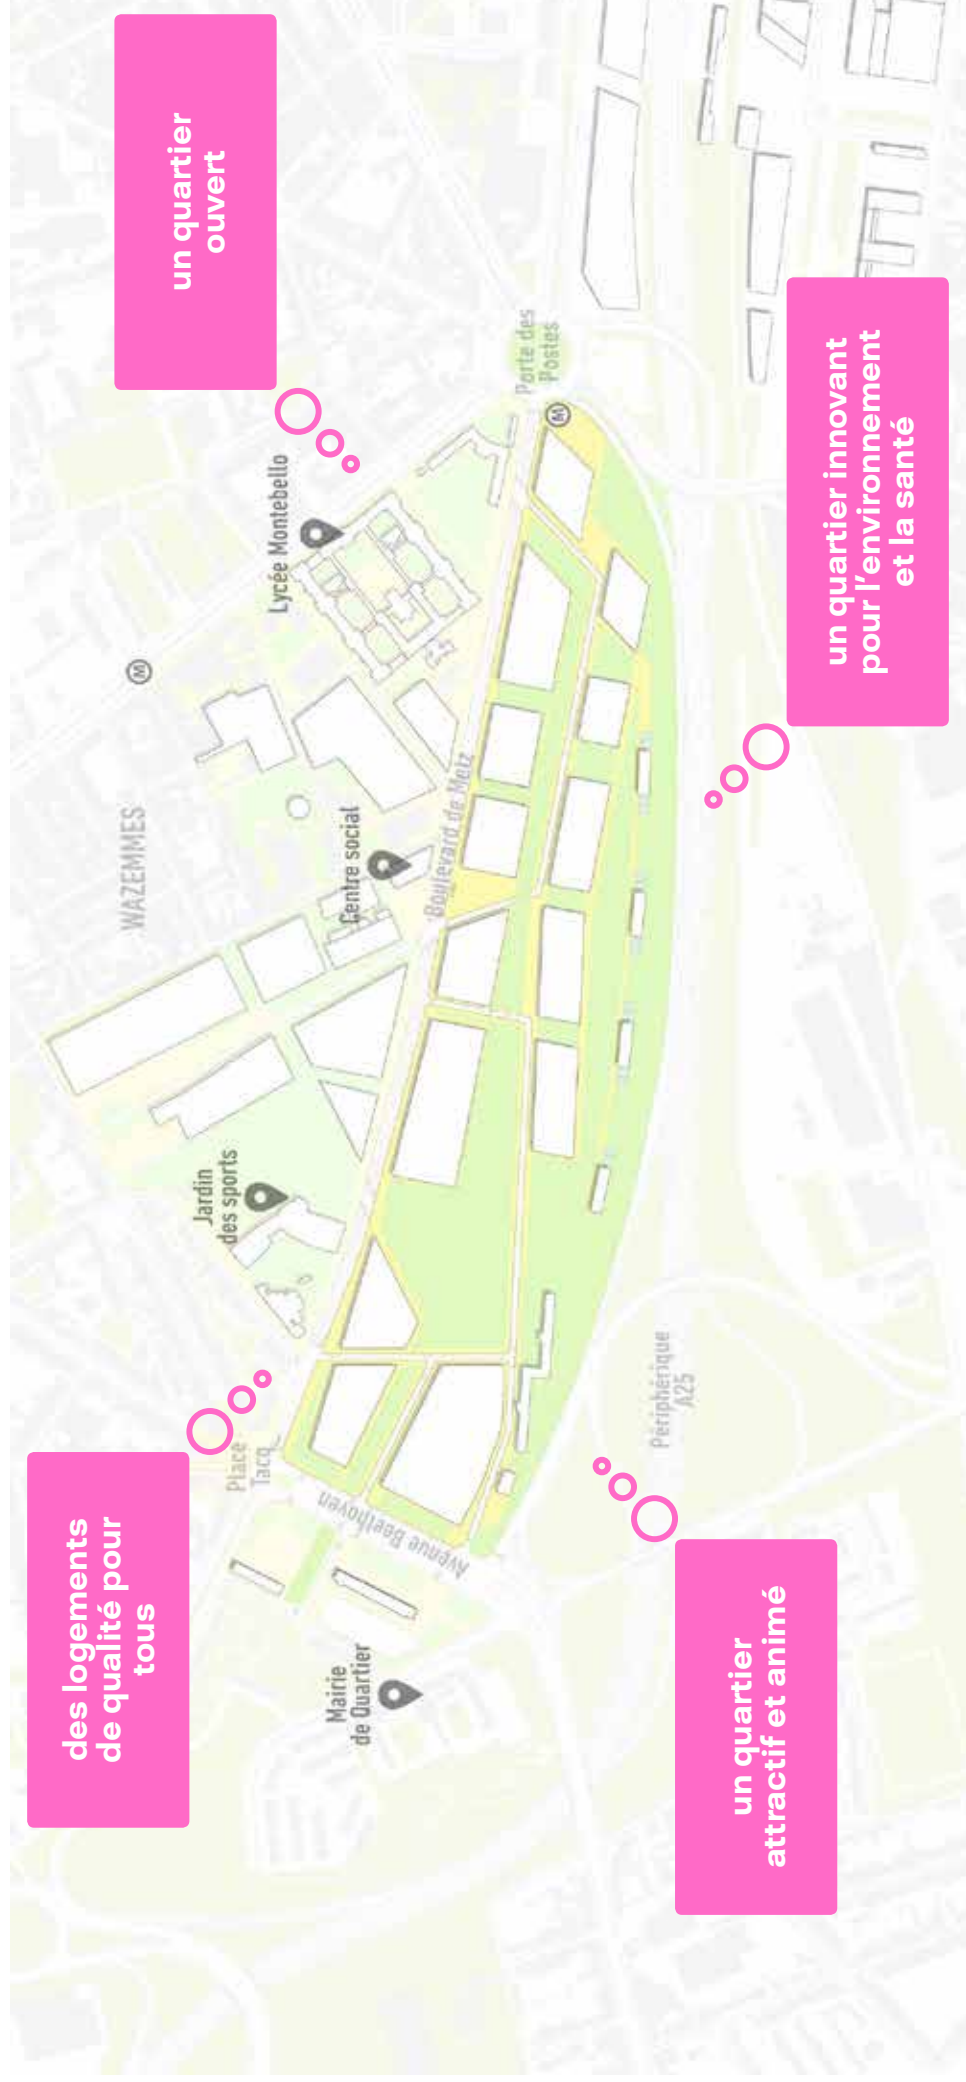 des logements
de qualité pour
tous
un quartier
ouvert
WAZEMMES
Jardin
des sports
Lycée Montebello
Place
Tacq
Centre social
Mairie
de Quartier
Avenue Beethoven
Boulevard de Metz
Porte des
Postes
M
M
Périphérique
A25
un quartier
attractif et animé
un quartier innovant
pour l'environnement
et la santé